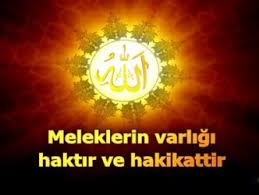 الله
Meleklerin varlığı
haktır ve hakikattir